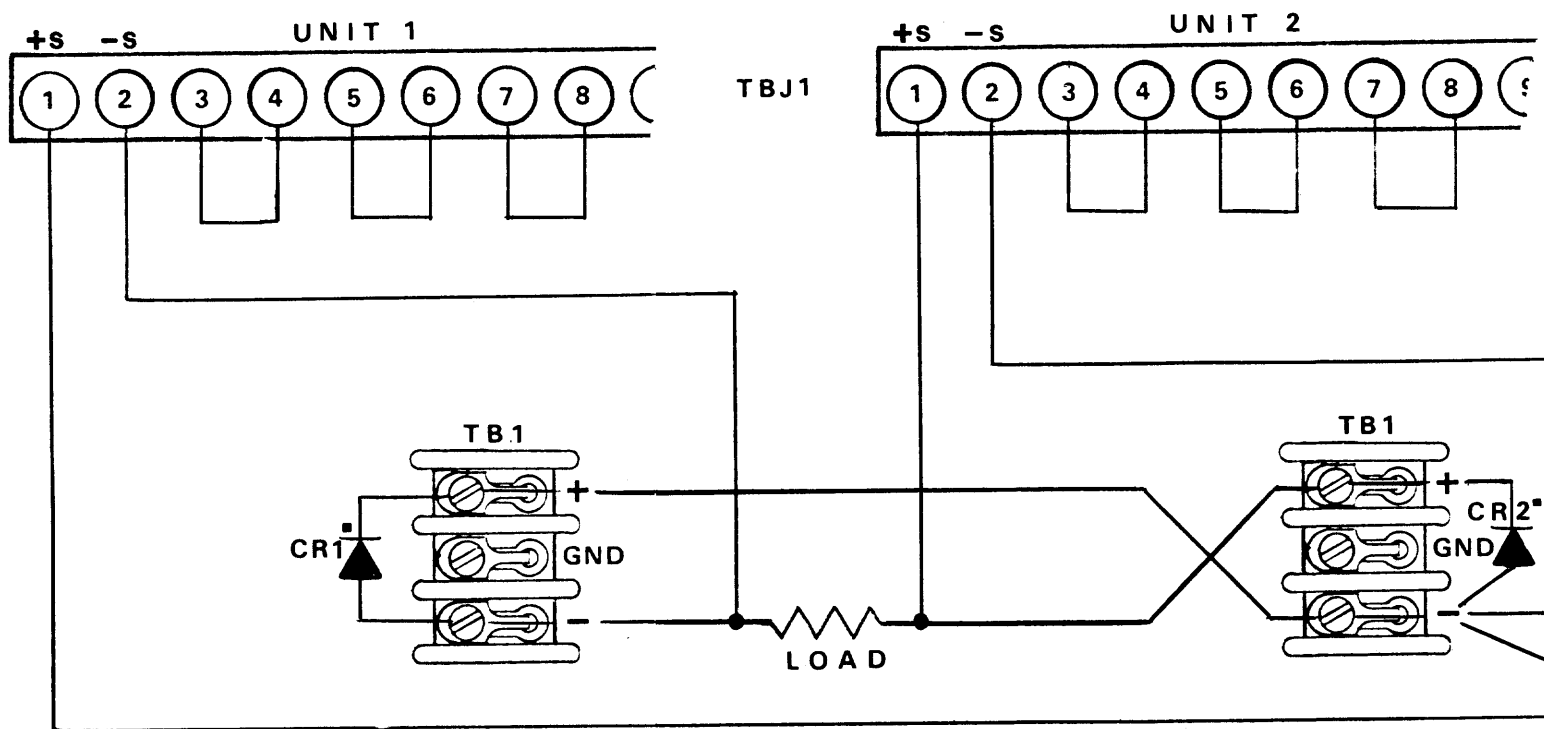 UNIT 1
+S -S
1 2 3 4 5 6 7 8
TBJ1
UNIT 2
+S -S
1 2 3 4 5 6 7 8
TB1
+
CR1
GND
-
LOAD
TB1
+
CR2
GND
-